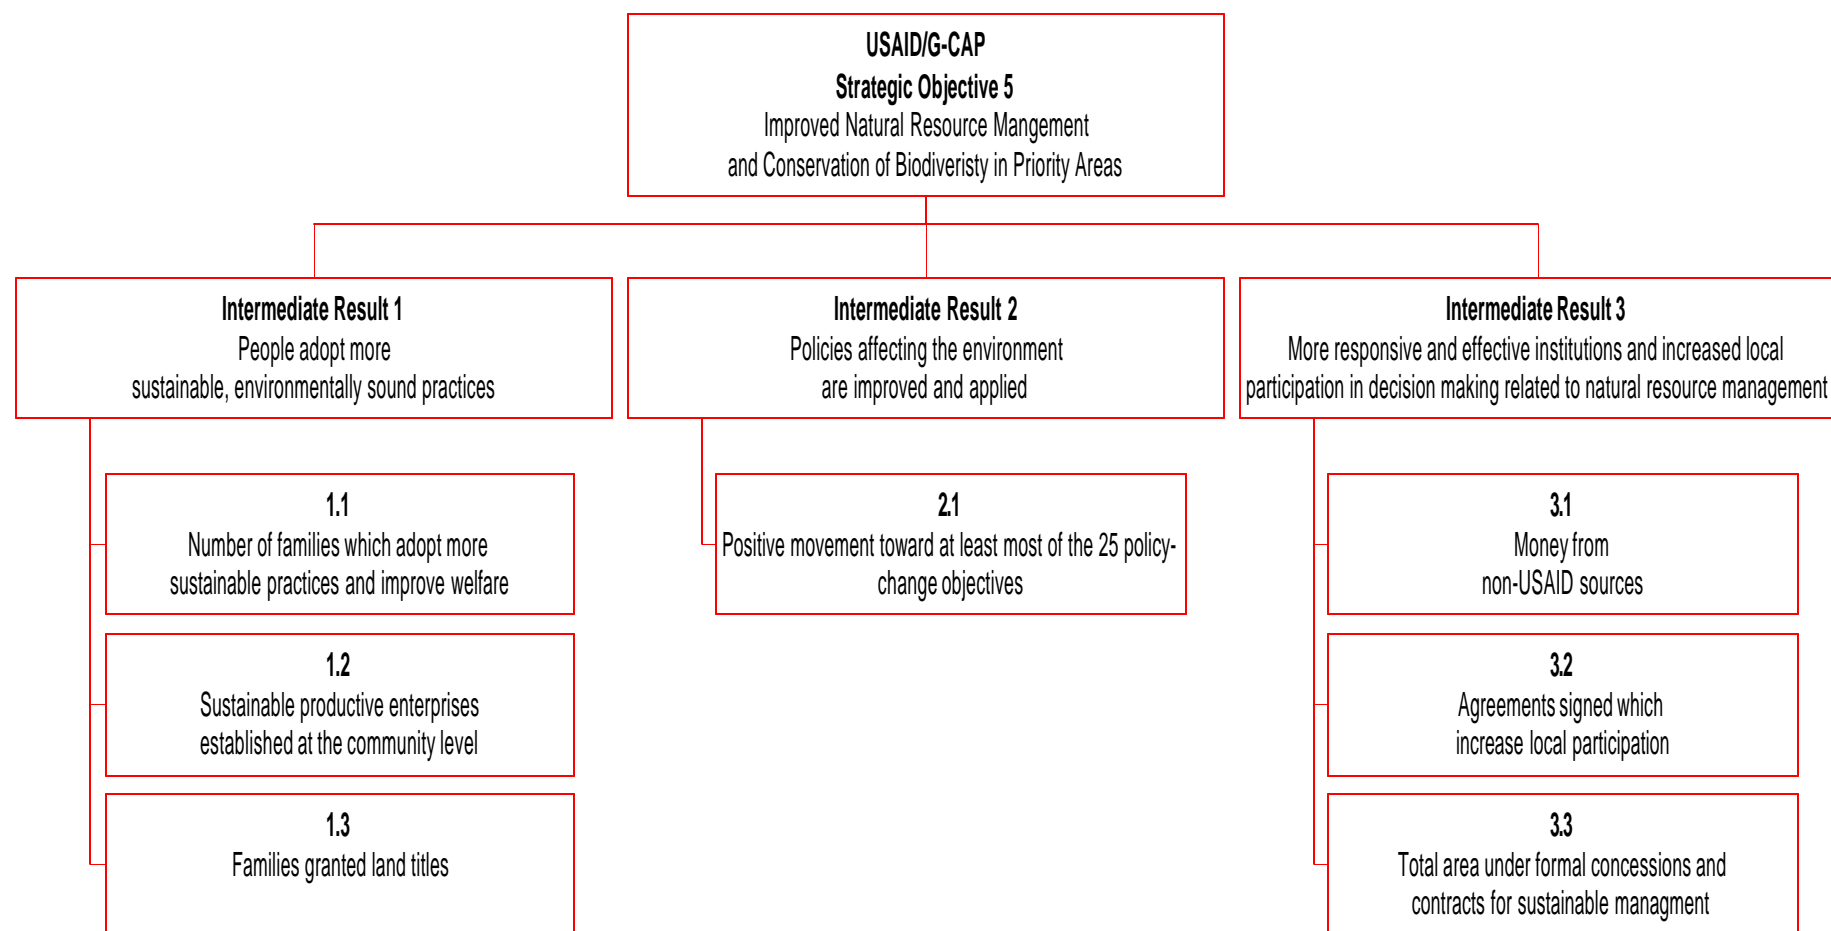 USAID/G-CAP
Strategic Objective 5
Improved Natural Resource Mangement
and Conservation of Biodiveristy in Priority Areas
Intermediate Result 1
People adopt more
sustainable, environmentally sound practices
Intermediate Result 2
Policies affecting the environment
are improved and applied
Intermediate Result 3
More responsive and effective institutions and increased local
participation in decision making related to natural resource management
1.1
Number of families which adopt more
sustainable practices and improve welfare
1.2
Sustainable productive enterprises
established at the community level
1.3
Families granted land titles
2.1
Positive movement toward at least most of the 25 policy-
change objectives
3.1
Money from
non-USAID sources
3.2
Agreements signed which
increase local participation
3.3
Total area under formal concessions and
contracts for sustainable managment